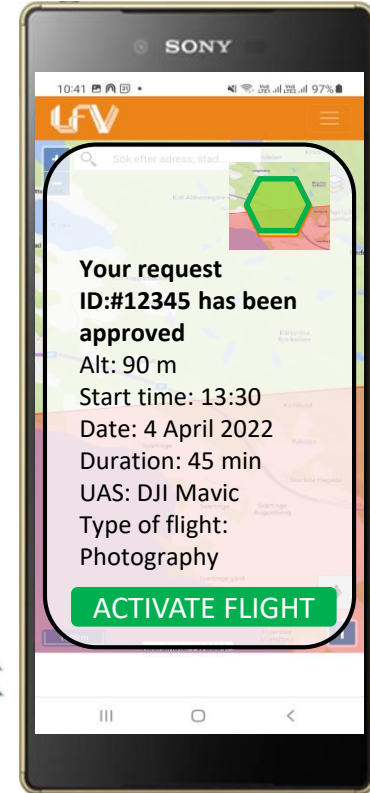 SONY
10:41
97%
LFV
Sök efter adress, stad...
Your request
ID:#12345 has been
approved
Alt: 90 m
Start time: 13:30
Date: 4 April 2022
Duration: 45 min
UAS: DJI Mavic
Type of flight:
Photography
ACTIVATE FLIGHT